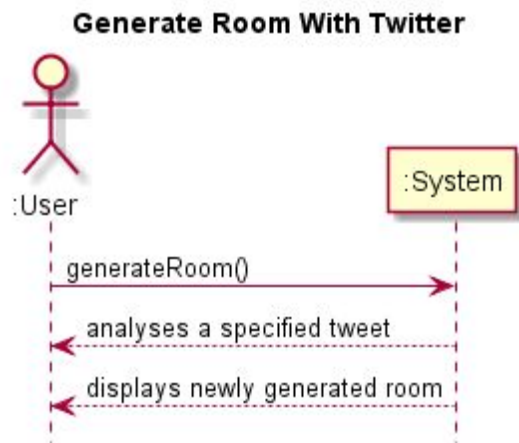 Generate Room With Twitter
:User
:System
generateRoom()
analyses a specified tweet
displays newly generated room